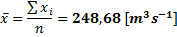 x̄ = ∑ xᵢ / n = 248,68 [m³s⁻¹]